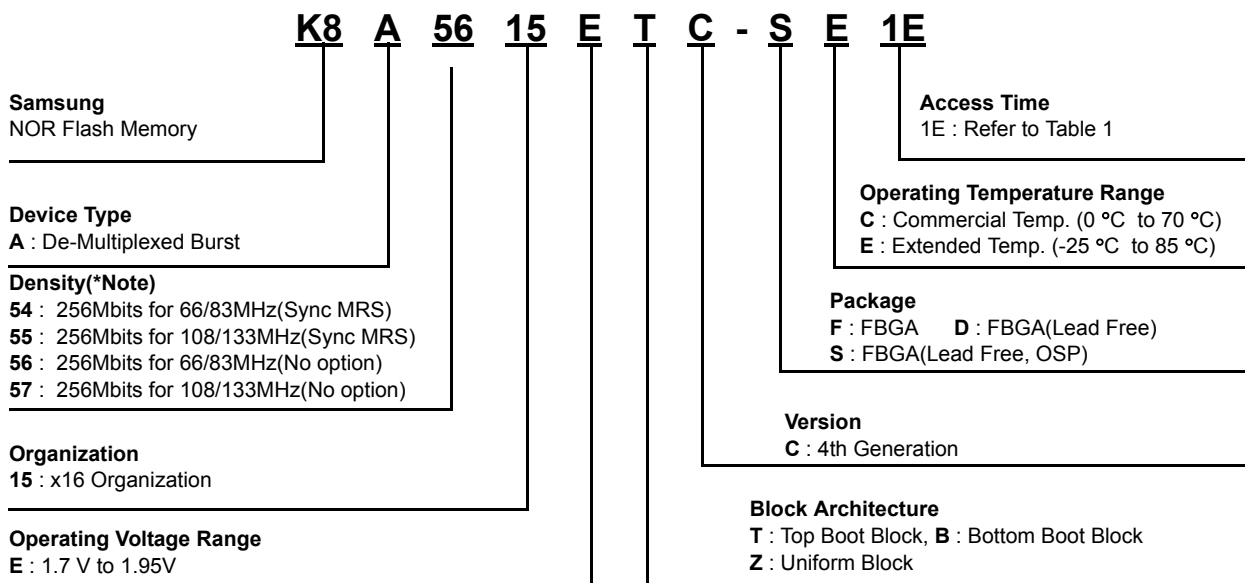 K8 A 56 15 E T C - S E 1E
Samsung
NOR Flash Memory
Device Type
A : De-Multiplexed Burst
Density(*Note)
54 : 256Mbits for 66/83MHz(Sync MRS)
55 : 256Mbits for 108/133MHz(Sync MRS)
56 : 256Mbits for 66/83MHz(No option)
57 : 256Mbits for 108/133MHz(No option)
Organization
15 : x16 Organization
Operating Voltage Range
E : 1.7 V to 1.95V
Access Time
1E : Refer to Table 1
Operating Temperature Range
C : Commercial Temp. (0 °C to 70 °C)
E : Extended Temp. (-25 °C to 85 °C)
Package
F : FBGA D : FBGA(Lead Free)
S : FBGA(Lead Free, OSP)
Version
C : 4th Generation
Block Architecture
T : Top Boot Block, B : Bottom Boot Block
Z : Uniform Block